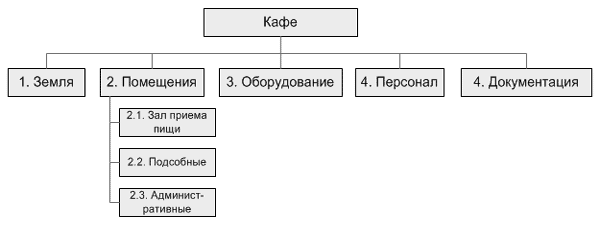 Кафе
1. Земля
2. Помещения
3. Оборудование
4. Персонал
4. Документация
2.1. Зал приема
пищи
2.2. Подсобные
2.3. Админист-
ративные